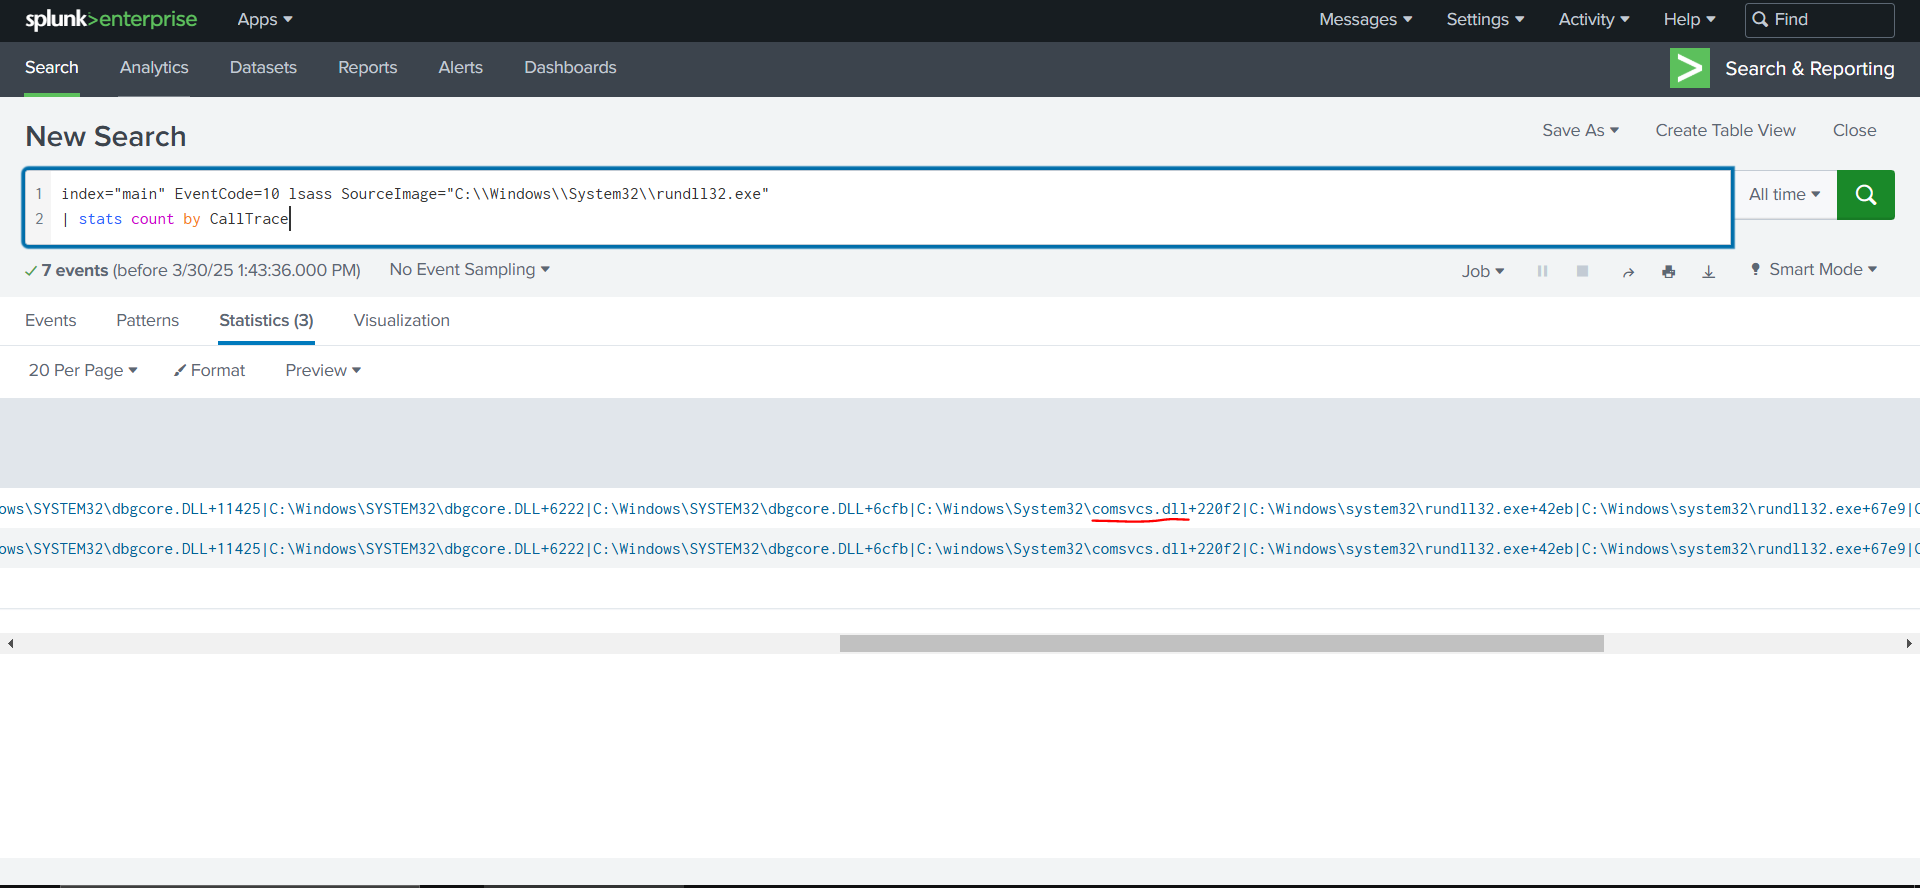 splunk>enterprise Apps Messages Settings Activity Help Find
Search Analytics Datasets Reports Alerts Dashboards Search & Reporting
New Search Save As Create Table View Close
1 index="main" EventCode=10 lsass SourceImage="C:\\Windows\\System32\\rundll32.exe"
2 | stats count by CallTrace
All time
7 events (before 3/30/25 1:43:36.000 PM) No Event Sampling Job Smart Mode
Events Patterns Statistics (3) Visualization
20 Per Page Format Preview
ows\SYSTEM32\dbgcore.DLL+11425|C:\Windows\SYSTEM32\dbgcore.DLL+6222|C:\Windows\SYSTEM32\dbgcore.DLL+6cfb|C:\Windows\System32\comsvcs.dll+220f2|C:\Windows\system32\rundll32.exe+42eb|C:\Windows\system32\rundll32.exe+67e9|C
ows\SYSTEM32\dbgcore.DLL+11425|C:\Windows\SYSTEM32\dbgcore.DLL+6222|C:\Windows\SYSTEM32\dbgcore.DLL+6cfb|C:\windows\System32\comsvcs.dll+220f2|C:\Windows\system32\rundll32.exe+42eb|C:\Windows\system32\rundll32.exe+67e9|C